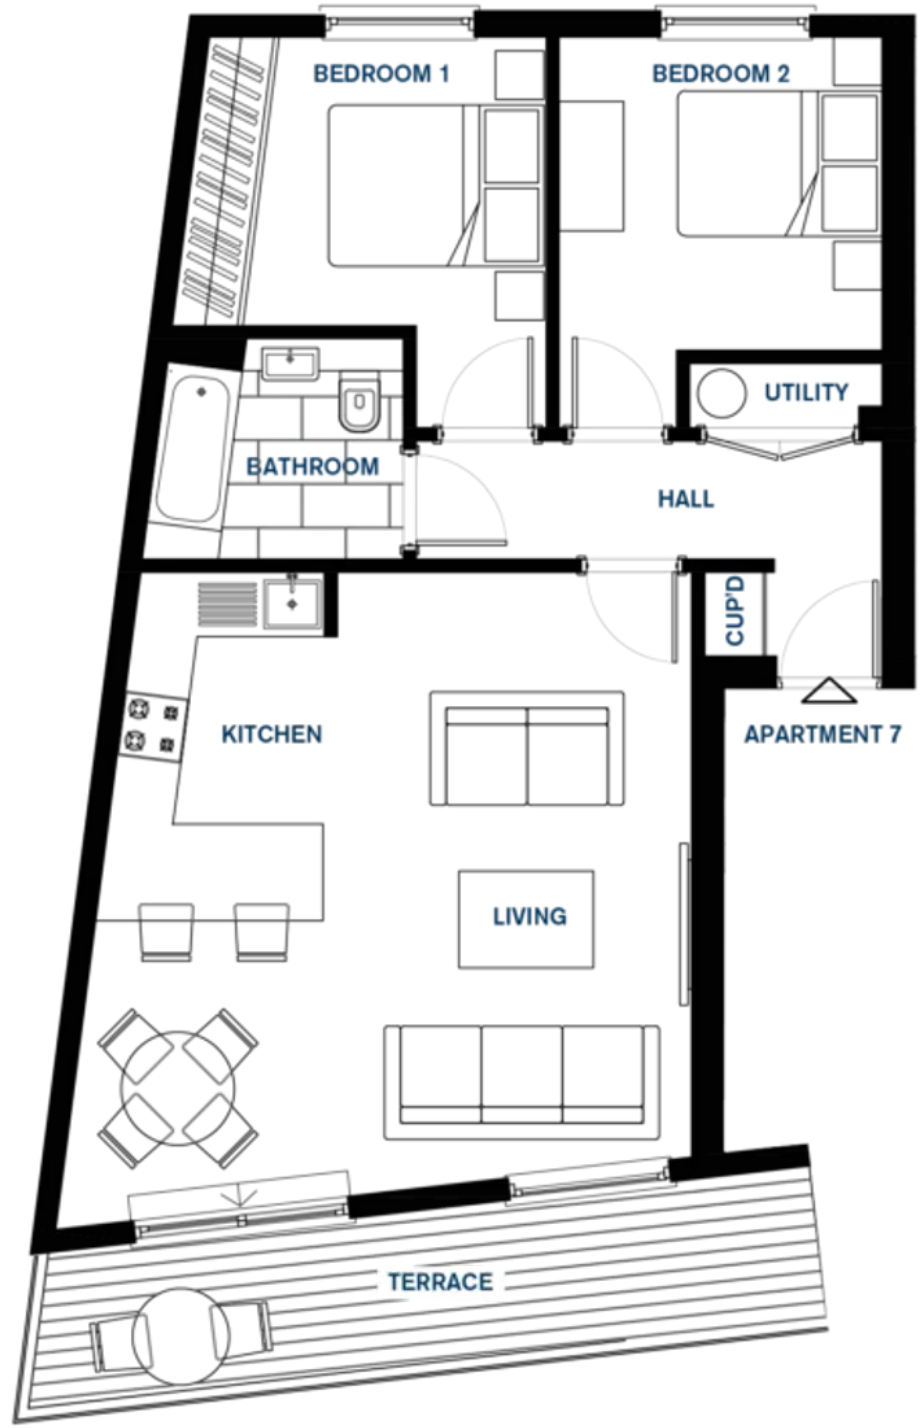 BEDROOM 1
BEDROOM 2
UTILITY
BATHROOM
HALL
CUP'D
KITCHEN
APARTMENT 7
LIVING
TERRACE